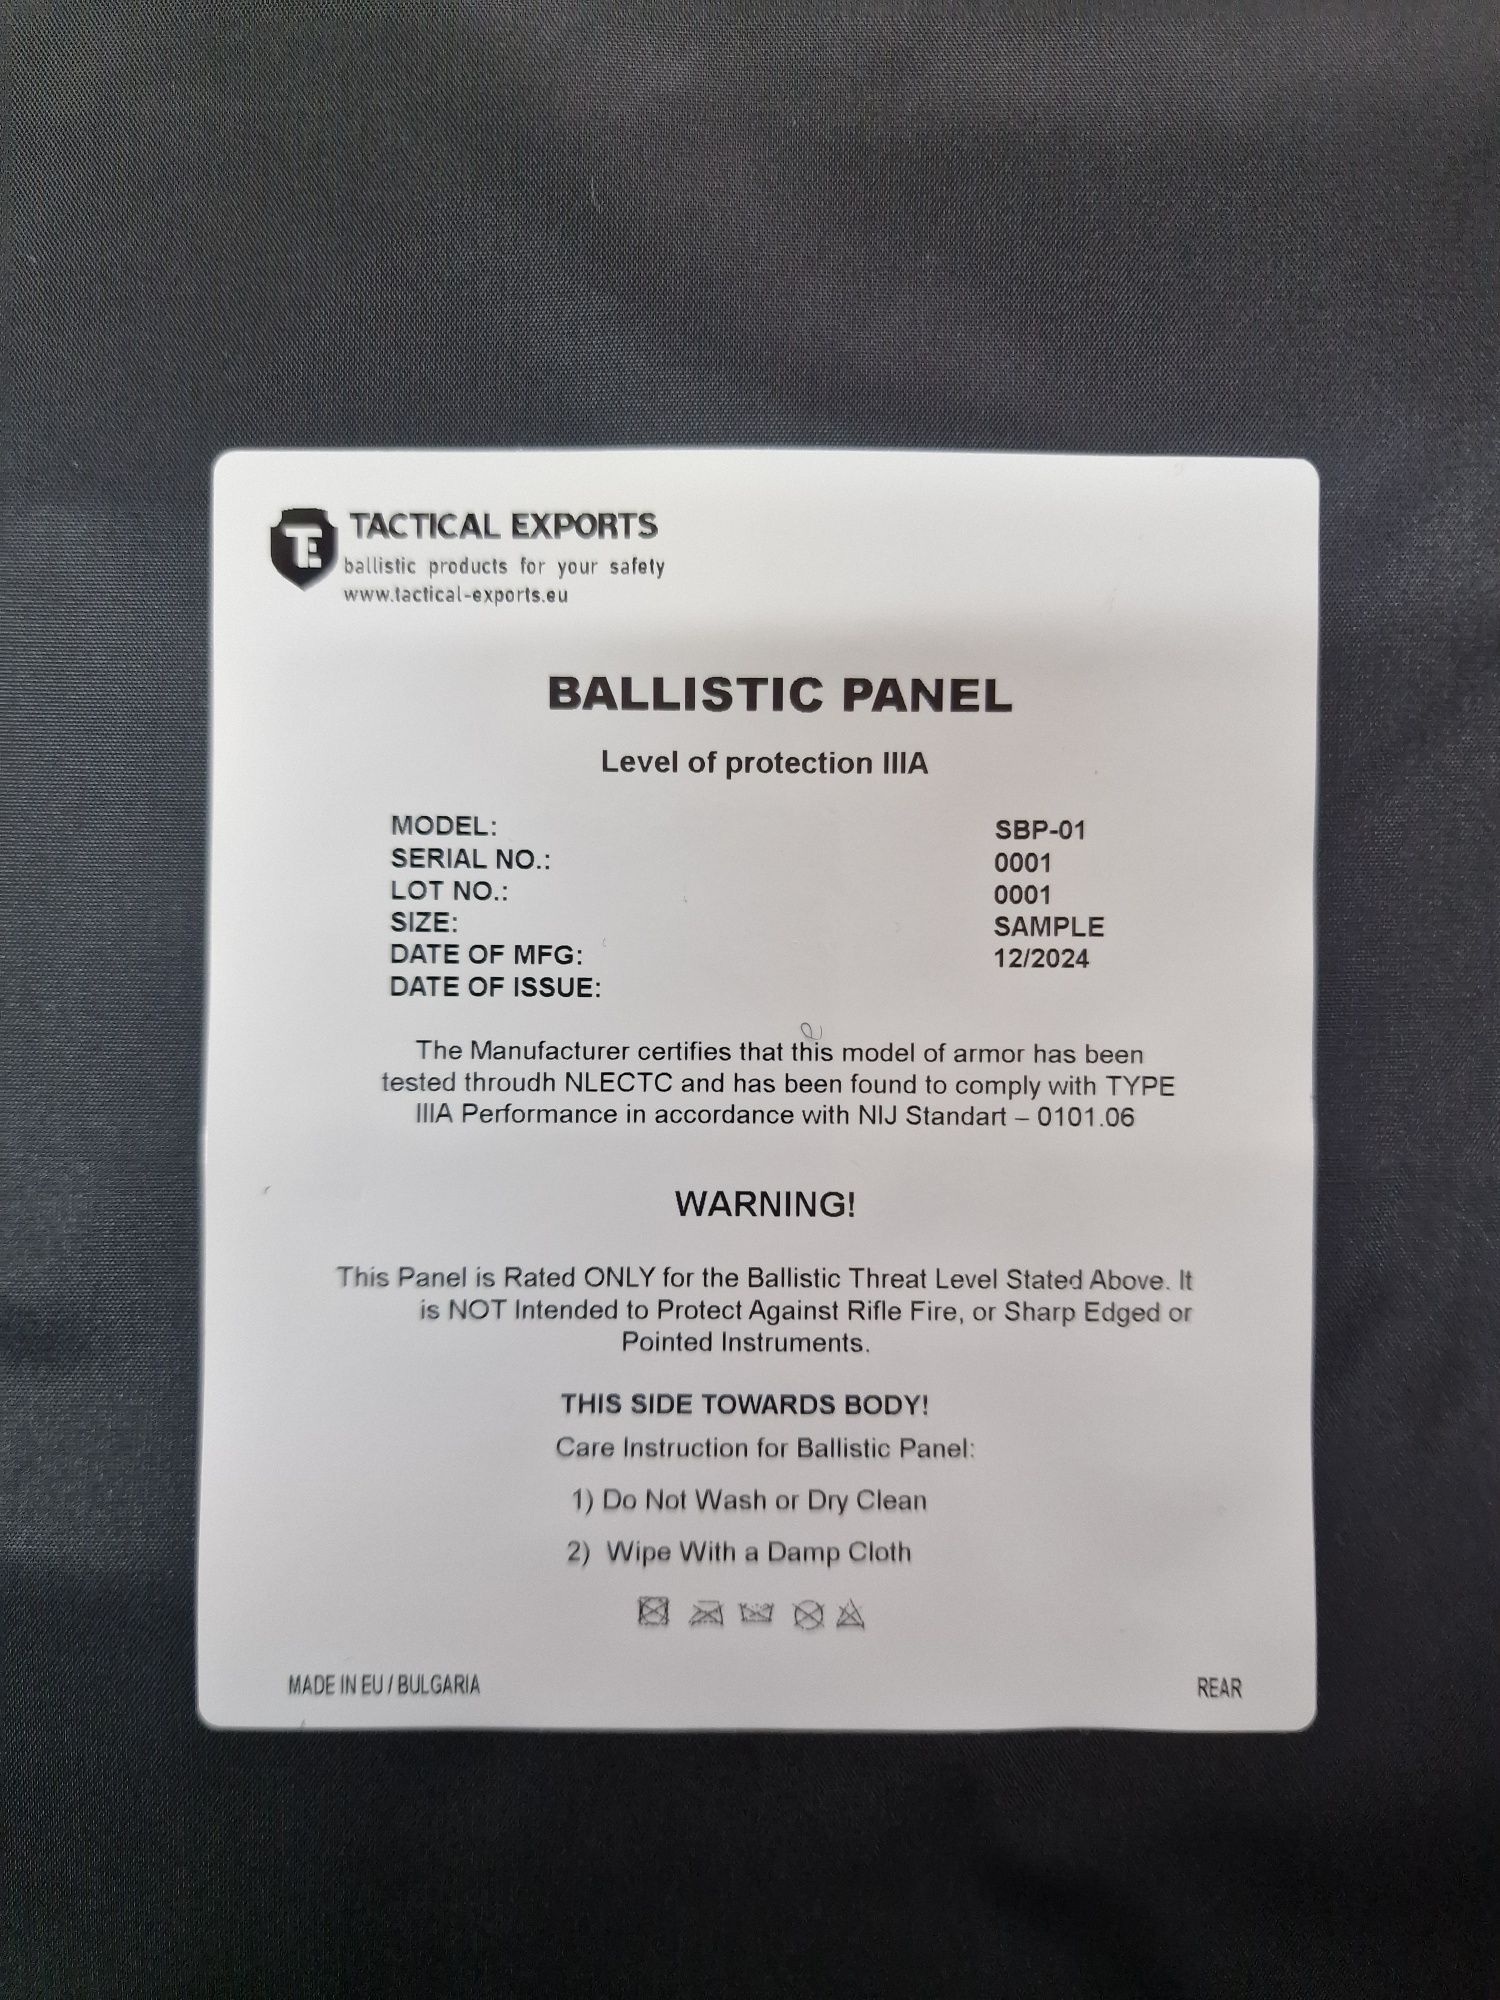 TE TACTICAL EXPORTS
ballistic products for your safety
www.tactical-exports.eu
BALLISTIC PANEL
Level of protection IIIA
MODEL: SBP-01
SERIAL NO.: 0001
LOT NO.: 0001
SIZE: SAMPLE
DATE OF MFG: 12/2024
DATE OF ISSUE:
The Manufacturer certifies that this model of armor has been
tested throudh NLECTC and has been found to comply with TYPE
IIIA Performance in accordance with NIJ Standart – 0101.06
WARNING!
This Panel is Rated ONLY for the Ballistic Threat Level Stated Above. It
is NOT Intended to Protect Against Rifle Fire, or Sharp Edged or
Pointed Instruments.
THIS SIDE TOWARDS BODY!
Care Instruction for Ballistic Panel:
1) Do Not Wash or Dry Clean
2) Wipe With a Damp Cloth
MADE IN EU / BULGARIA REAR